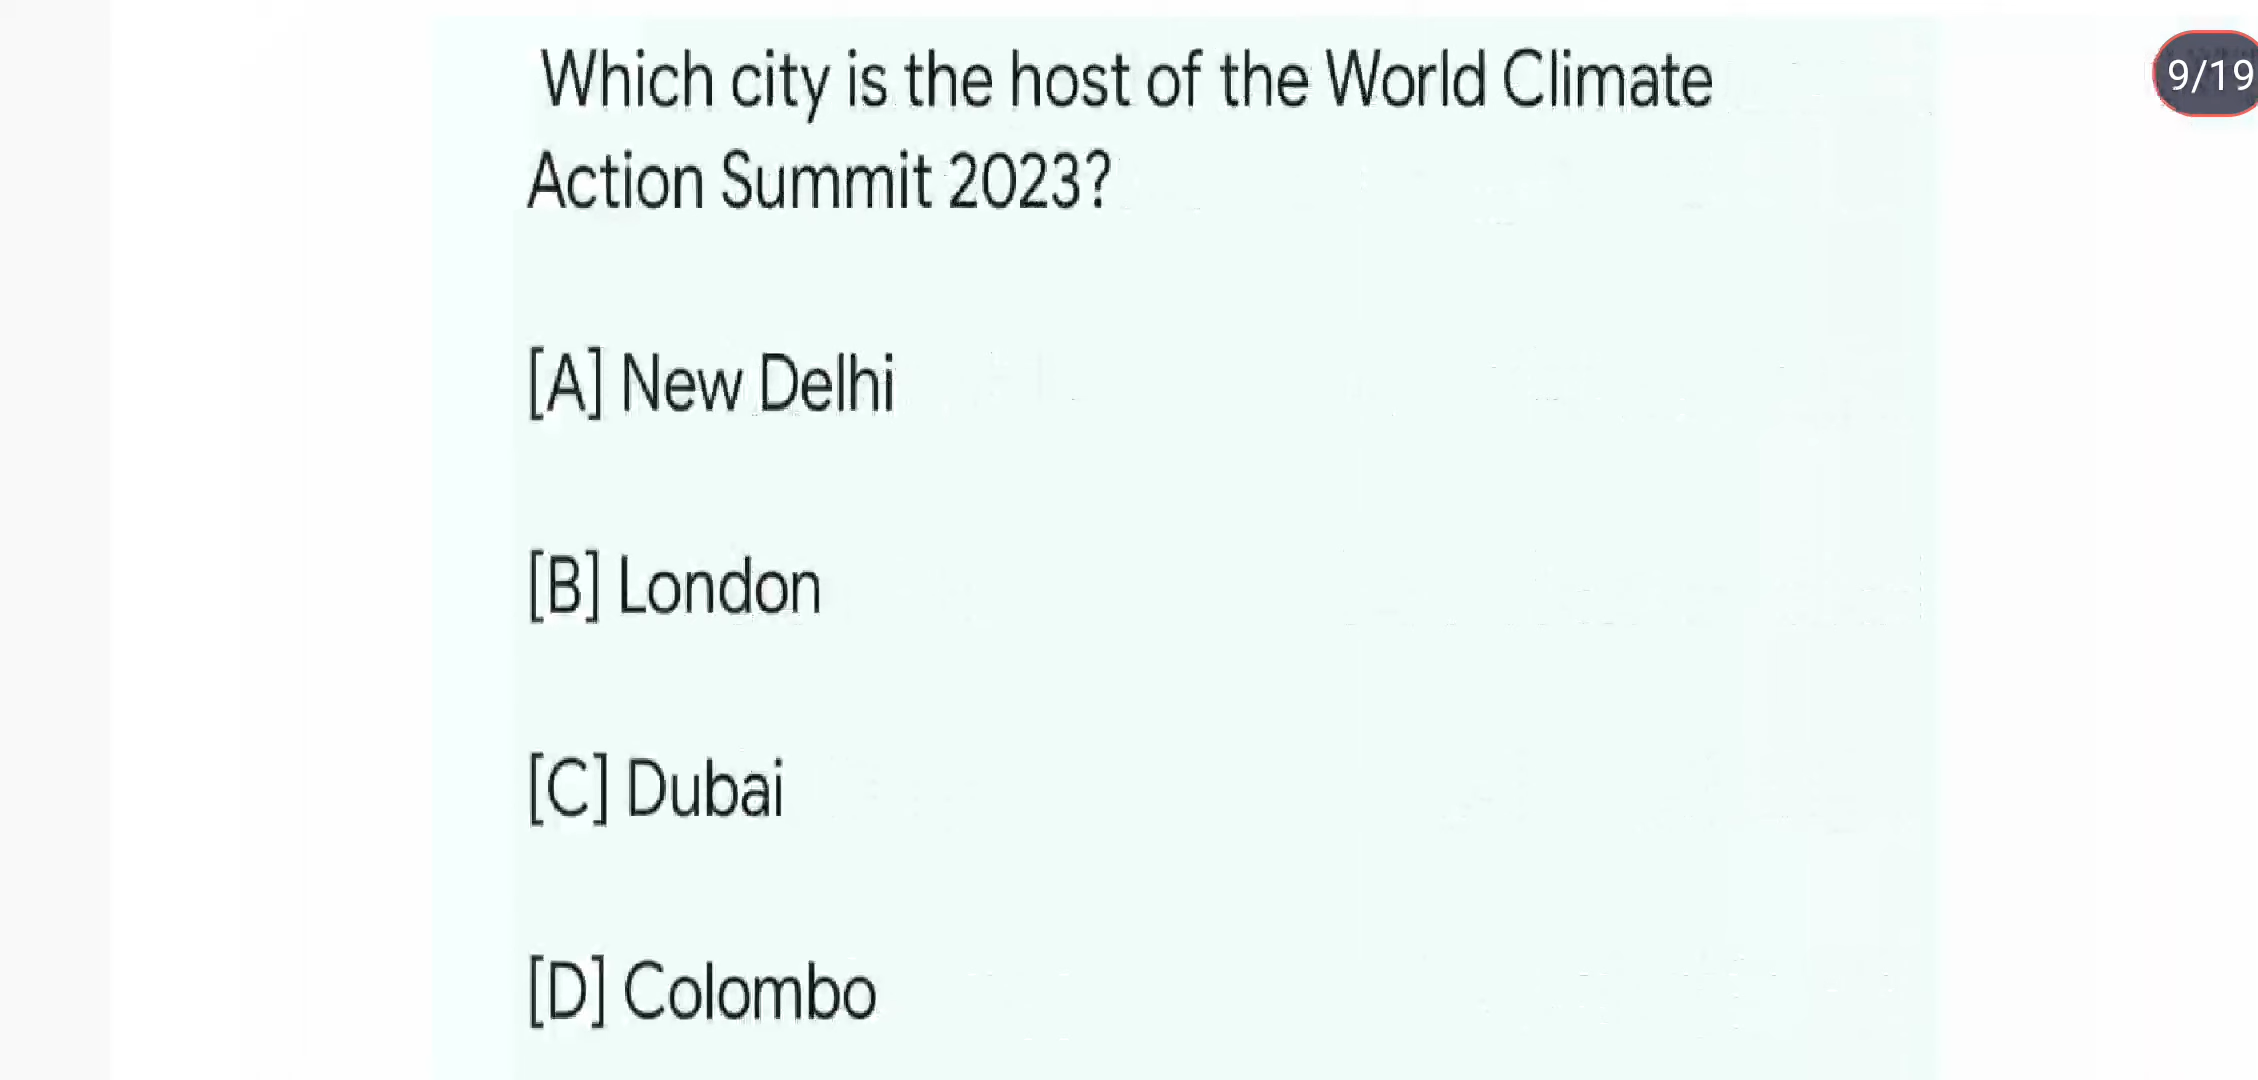 Which city is the host of the World Climate
9/19
Action Summit 2023?
[A] New Delhi
[B] London
[C] Dubai
[D] Colombo